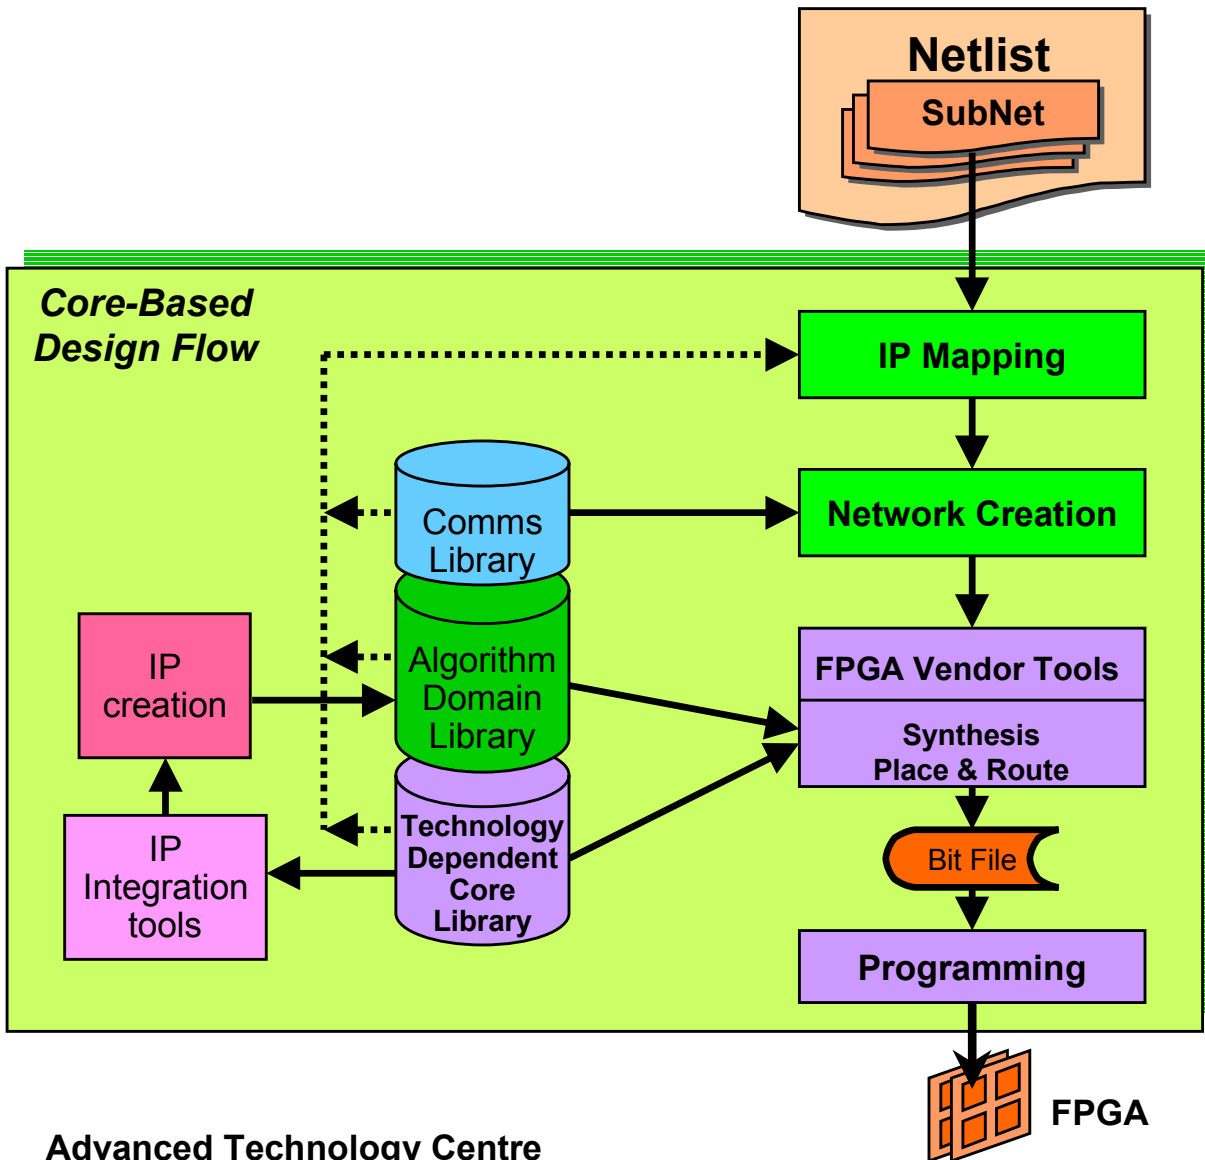 Netlist
SubNet
Core-Based
Design Flow
IP Mapping
Comms
Library
Network Creation
IP
creation
Algorithm
Domain
Library
FPGA Vendor Tools
Synthesis
Place & Route
IP
Integration
tools
Technology
Dependent
Core
Library
Bit File
Programming
FPGA
Advanced Technology Centre